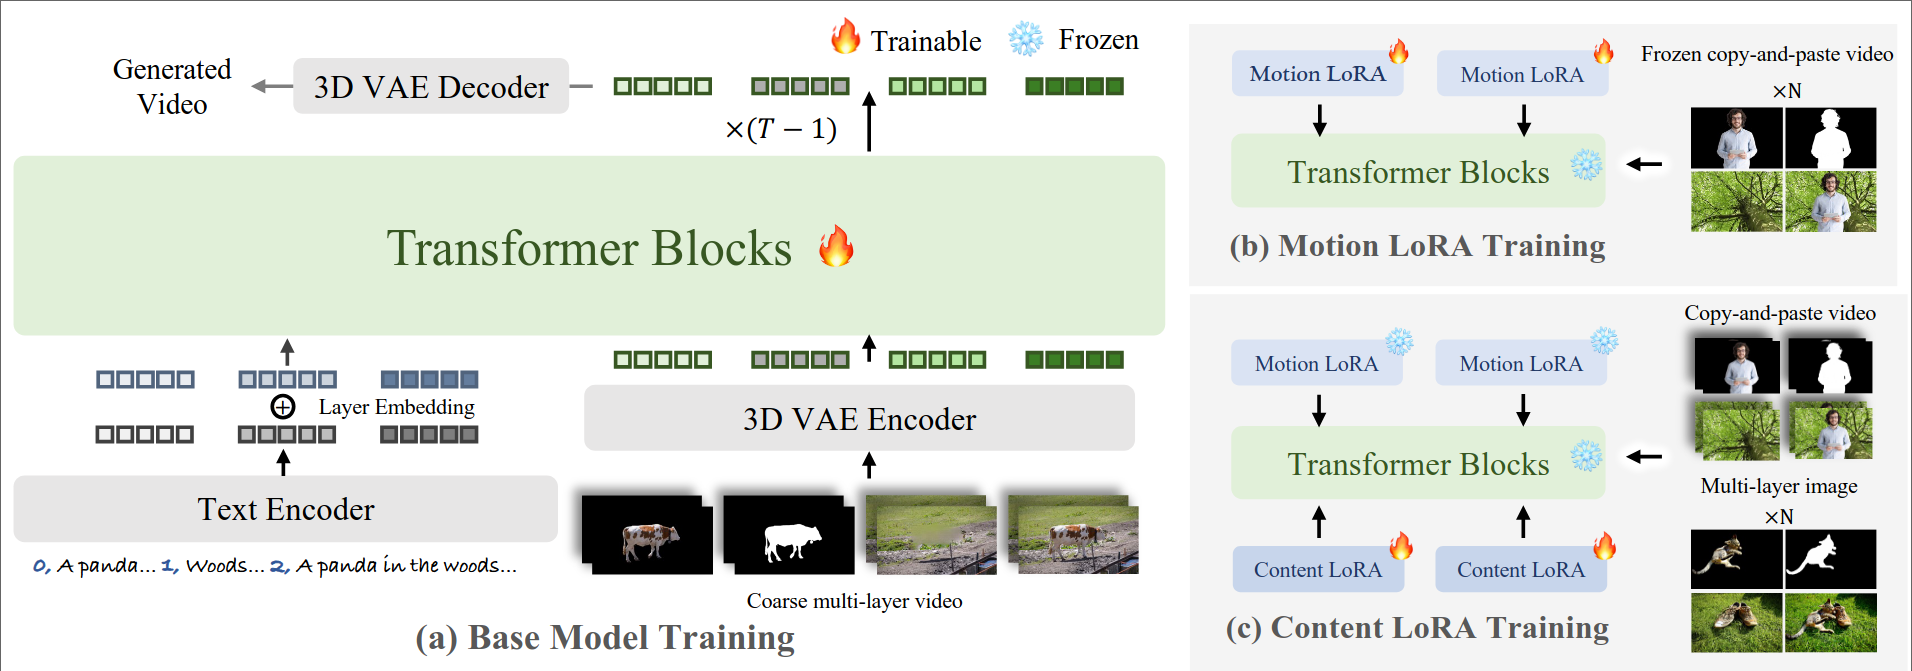 Trainable
Frozen
Generated
Video
3D VAE Decoder
×(T − 1)
Transformer Blocks
Layer Embedding
3D VAE Encoder
Text Encoder
0, A panda... 1, Woods... 2, A panda in the woods...
Coarse multi-layer video
(a) Base Model Training
Motion LoRA
Motion LoRA
Frozen copy-and-paste video
×N
Transformer Blocks
(b) Motion LoRA Training
Copy-and-paste video
Motion LoRA
Motion LoRA
Transformer Blocks
Multi-layer image
×N
Content LoRA
Content LoRA
(c) Content LoRA Training